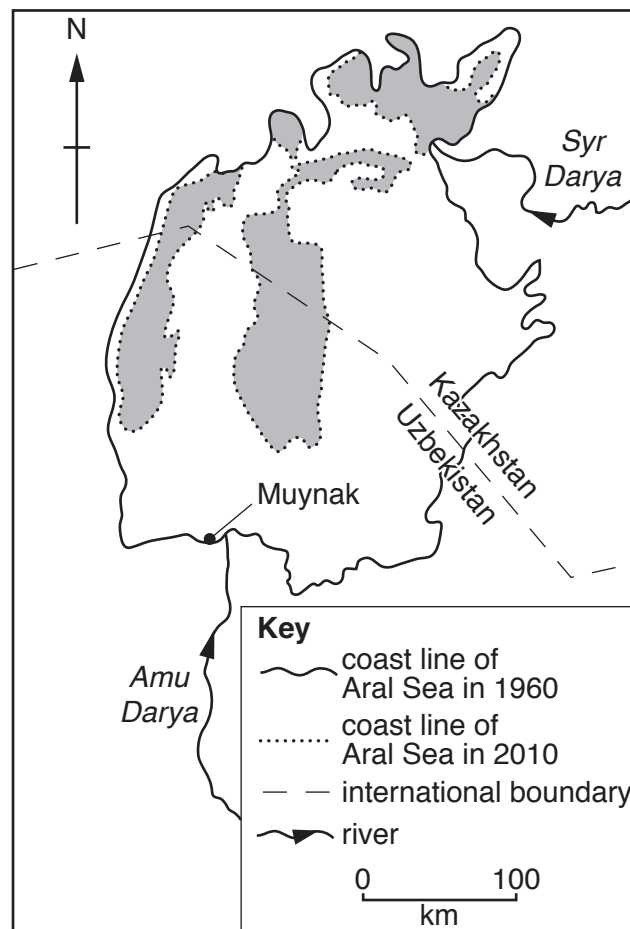 N
Syr
Darya
Kazakhstan
Uzbekistan
Muynak
Amu
Darya
Key
coast line of
Aral Sea in 1960
coast line of
Aral Sea in 2010
international boundary
river
0 100
km